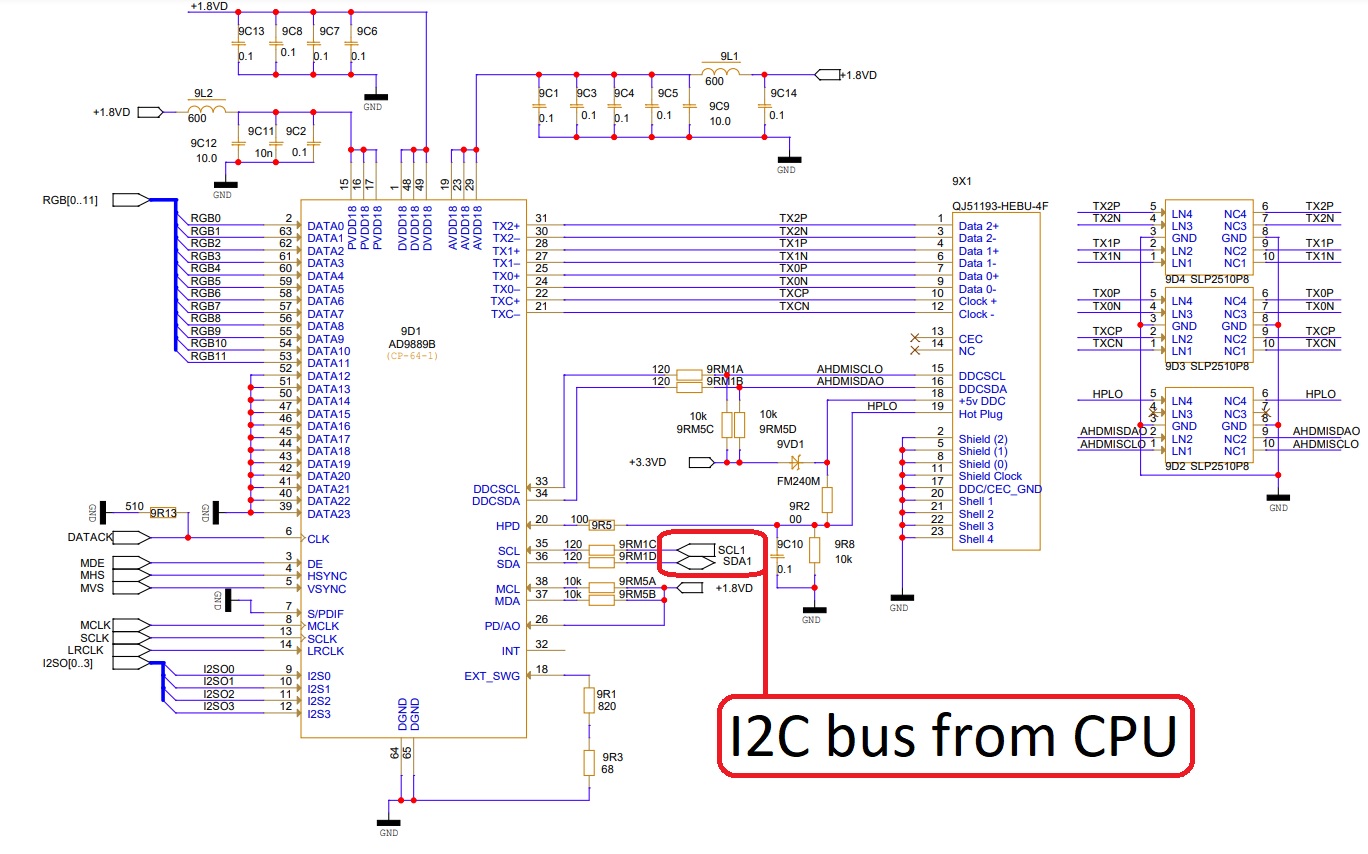 +1.8VD
9C13 9C8 9C7 9C6
0.1 0.1 0.1 0.1
GND
9L2
+1.8VD 600
9C11 9C2
9C12
10.0 10n 0.1
GND
9L1
600 +1.8VD
9C1 9C3 9C4 9C5 9C9 9C14
0.1 0.1 0.1 0.1 10.0 0.1
GND
15 16 17 1 48 49 19 23 29
PVDD18 PVDD18 PVDD18 DVDD18 DVDD18 DVDD18 AVDD18 AVDD18 AVDD18
RGB[0..11]
RGB0 2 DATA0
RGB1 63 DATA1
RGB2 62 DATA2
RGB3 61 DATA3
RGB4 60 DATA4
RGB5 59 DATA5
RGB6 58 DATA6
RGB7 57 DATA7
RGB8 56 DATA8
RGB9 55 DATA9
RGB10 54 DATA10
RGB11 53 DATA11
52 DATA12
51 DATA13
50 DATA14
47 DATA15
46 DATA16
45 DATA17
44 DATA18
43 DATA19
42 DATA20
41 DATA21
40 DATA22
39 DATA23
GND 510 9R13 GND
DATACK 6 CLK
MDE 3 DE
MHS 4 HSYNC
MVS 5 VSYNC
GND 7 S/PDIF
MCLK 8 MCLK
SCLK 13 SCLK
LRCLK 14 LRCLK
I2SO[0..3]
I2SO0 9 I2S0
I2SO1 10 I2S1
I2SO2 11 I2S2
I2SO3 12 I2S3
9D1
AD9889B
(CP-64-1)
DGND DGND
64 65
GND
TX2+ 31 TX2P
TX2– 30 TX2N
TX1+ 28 TX1P
TX1– 27 TX1N
TX0+ 25 TX0P
TX0– 24 TX0N
TXC+ 22 TXCP
TXC– 21 TXCN
120 9RM1A AHDMISCLO
120 9RM1B AHDMISDAO
10k 10k
9RM5C 9RM5D
HPLO
9VD1
+3.3VD
FM240M
DDCSCL 33
DDCSDA 34
9R2
00
HPD 20 100 9R5
SCL 35 120 9RM1C SCL1
SDA 36 120 9RM1D SDA1
9C10 9R8
0.1 10k
GND
MCL 38 10k 9RM5A +1.8VD
MDA 37 10k 9RM5B
PD/AO 26
INT 32
EXT_SWG 18
9R1
820
9R3
68
9X1
QJ51193-HEBU-4F
1 Data 2+
3 Data 2-
4 Data 1+
6 Data 1-
7 Data 0+
9 Data 0-
10 Clock +
12 Clock -
13 CEC
14 NC
15 DDCSCL
16 DDCSDA
18 +5v DDC
19 Hot Plug
2 Shield (2)
5 Shield (1)
8 Shield (0)
11 Shield Clock
17 DDC/CEC_GND
20 Shell 1
21 Shell 2
22 Shell 3
23 Shell 4
GND
TX2P 5 LN4 NC4 6 TX2P
TX2N 4 LN3 NC3 7 TX2N
3 GND GND 8
TX1P 2 LN2 NC2 9 TX1P
TX1N 1 LN1 NC1 10 TX1N
9D4 SLP2510P8
TX0P 5 LN4 NC4 6 TX0P
TX0N 4 LN3 NC3 7 TX0N
3 GND GND 8
TXCP 2 LN2 NC2 9 TXCP
TXCN 1 LN1 NC1 10 TXCN
9D3 SLP2510P8
HPLO 5 LN4 NC4 6 HPLO
4 LN3 NC3 7
3 GND GND 8
AHDMISDAO 2 LN2 NC2 9 AHDMISDAO
AHDMISCLO 1 LN1 NC1 10 AHDMISCLO
9D2 SLP2510P8
GND
I2C bus from CPU